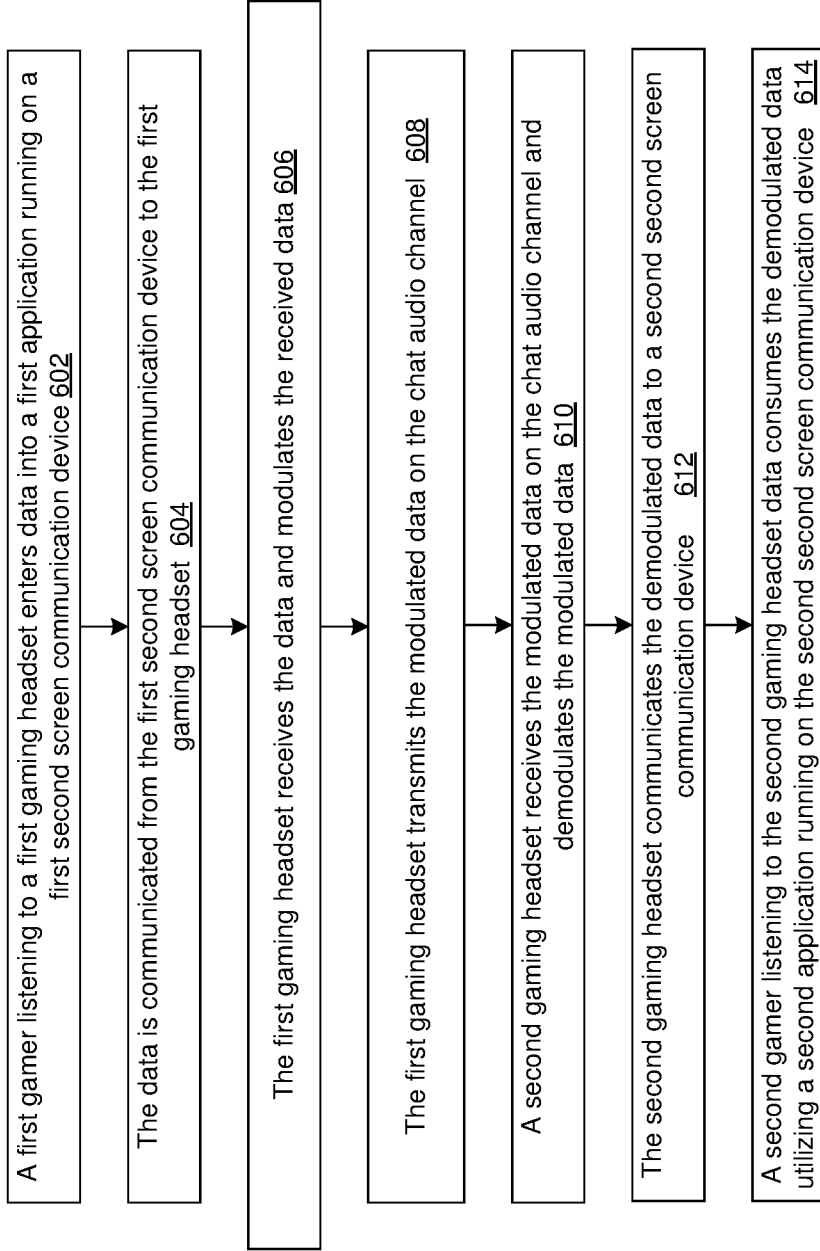 A first gamer listening to a first gaming headset enters data into a first application running on a
first second screen communication device 602
The data is communicated from the first second screen communication device to the first
gaming headset 604
The first gaming headset receives the data and modulates the received data 606
The first gaming headset transmits the modulated data on the chat audio channel 608
A second gaming headset receives the modulated data on the chat audio channel and
demodulates the modulated data 610
The second gaming headset communicates the demodulated data to a second second screen
communication device 612
A second gamer listening to the second gaming headset data consumes the demodulated data
utilizing a second application running on the second second screen communication device 614